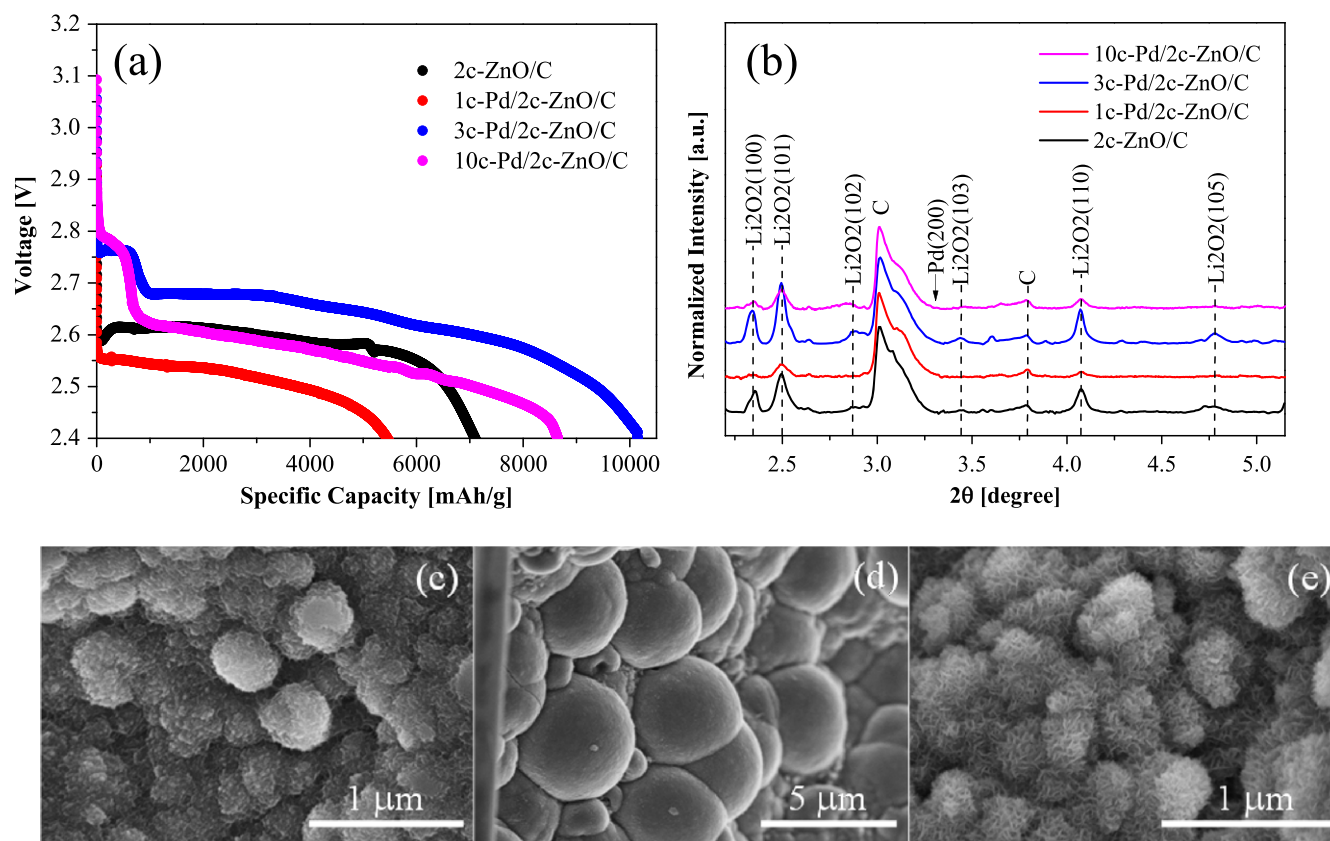 (a)
3.2
3.1
3.0
2.9
2.8
2.7
2.6
2.5
2.4
Voltage [V]
2c-ZnO/C
1c-Pd/2c-ZnO/C
3c-Pd/2c-ZnO/C
10c-Pd/2c-ZnO/C
0 2000 4000 6000 8000 10000
Specific Capacity [mAh/g]
(b)
10c-Pd/2c-ZnO/C
3c-Pd/2c-ZnO/C
1c-Pd/2c-ZnO/C
2c-ZnO/C
Normalized Intensity [a.u.]
Li2O2(100)
Li2O2(101)
Li2O2(102)
C
Pd(200)
Li2O2(103)
C
Li2O2(110)
Li2O2(105)
2.5 3.0 3.5 4.0 4.5 5.0
2θ [degree]
(c)
1 μm
(d)
5 μm
(e)
1 μm